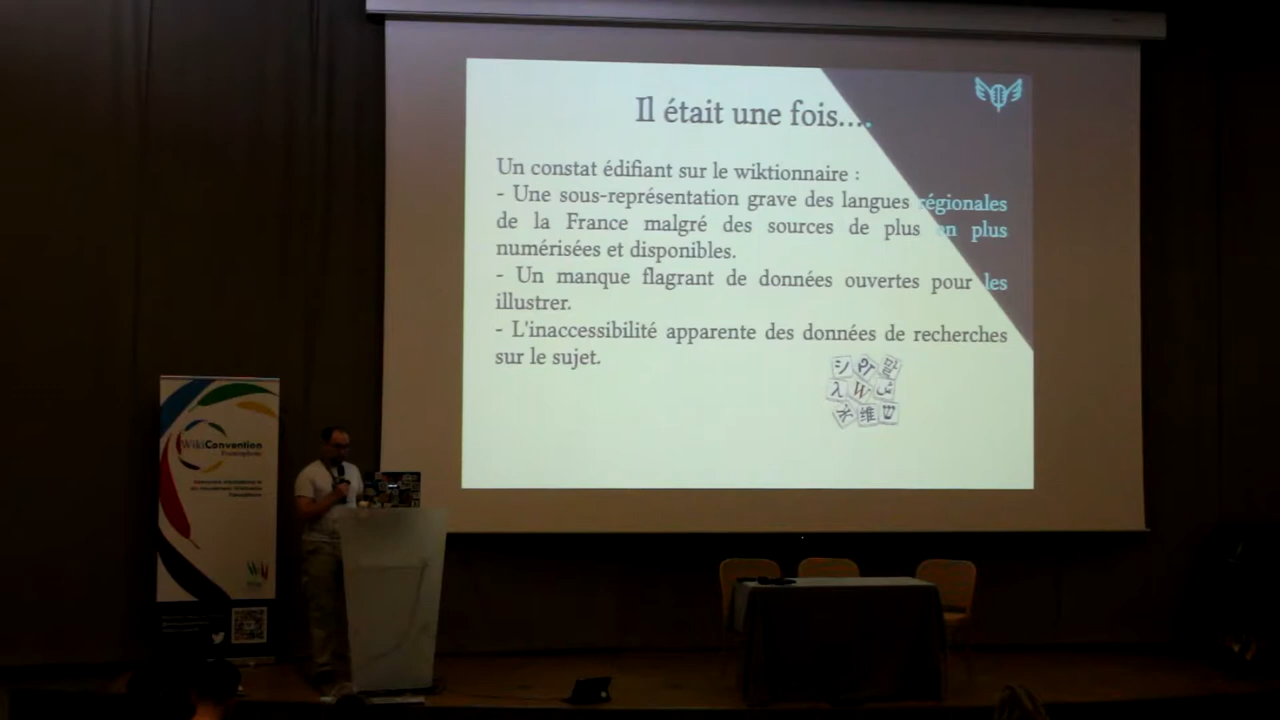 Il était une fois....
Un constat édifiant sur le wiktionnaire :
- Une sous-représentation grave des langues régionales
de la France malgré des sources de plus en plus
numérisées et disponibles.
- Un manque flagrant de données ouvertes pour les
illustrer.
- L'inaccessibilité apparente des données de recherches
sur le sujet.
シ
λ
W
维
ש
WikiConvention
Francophone